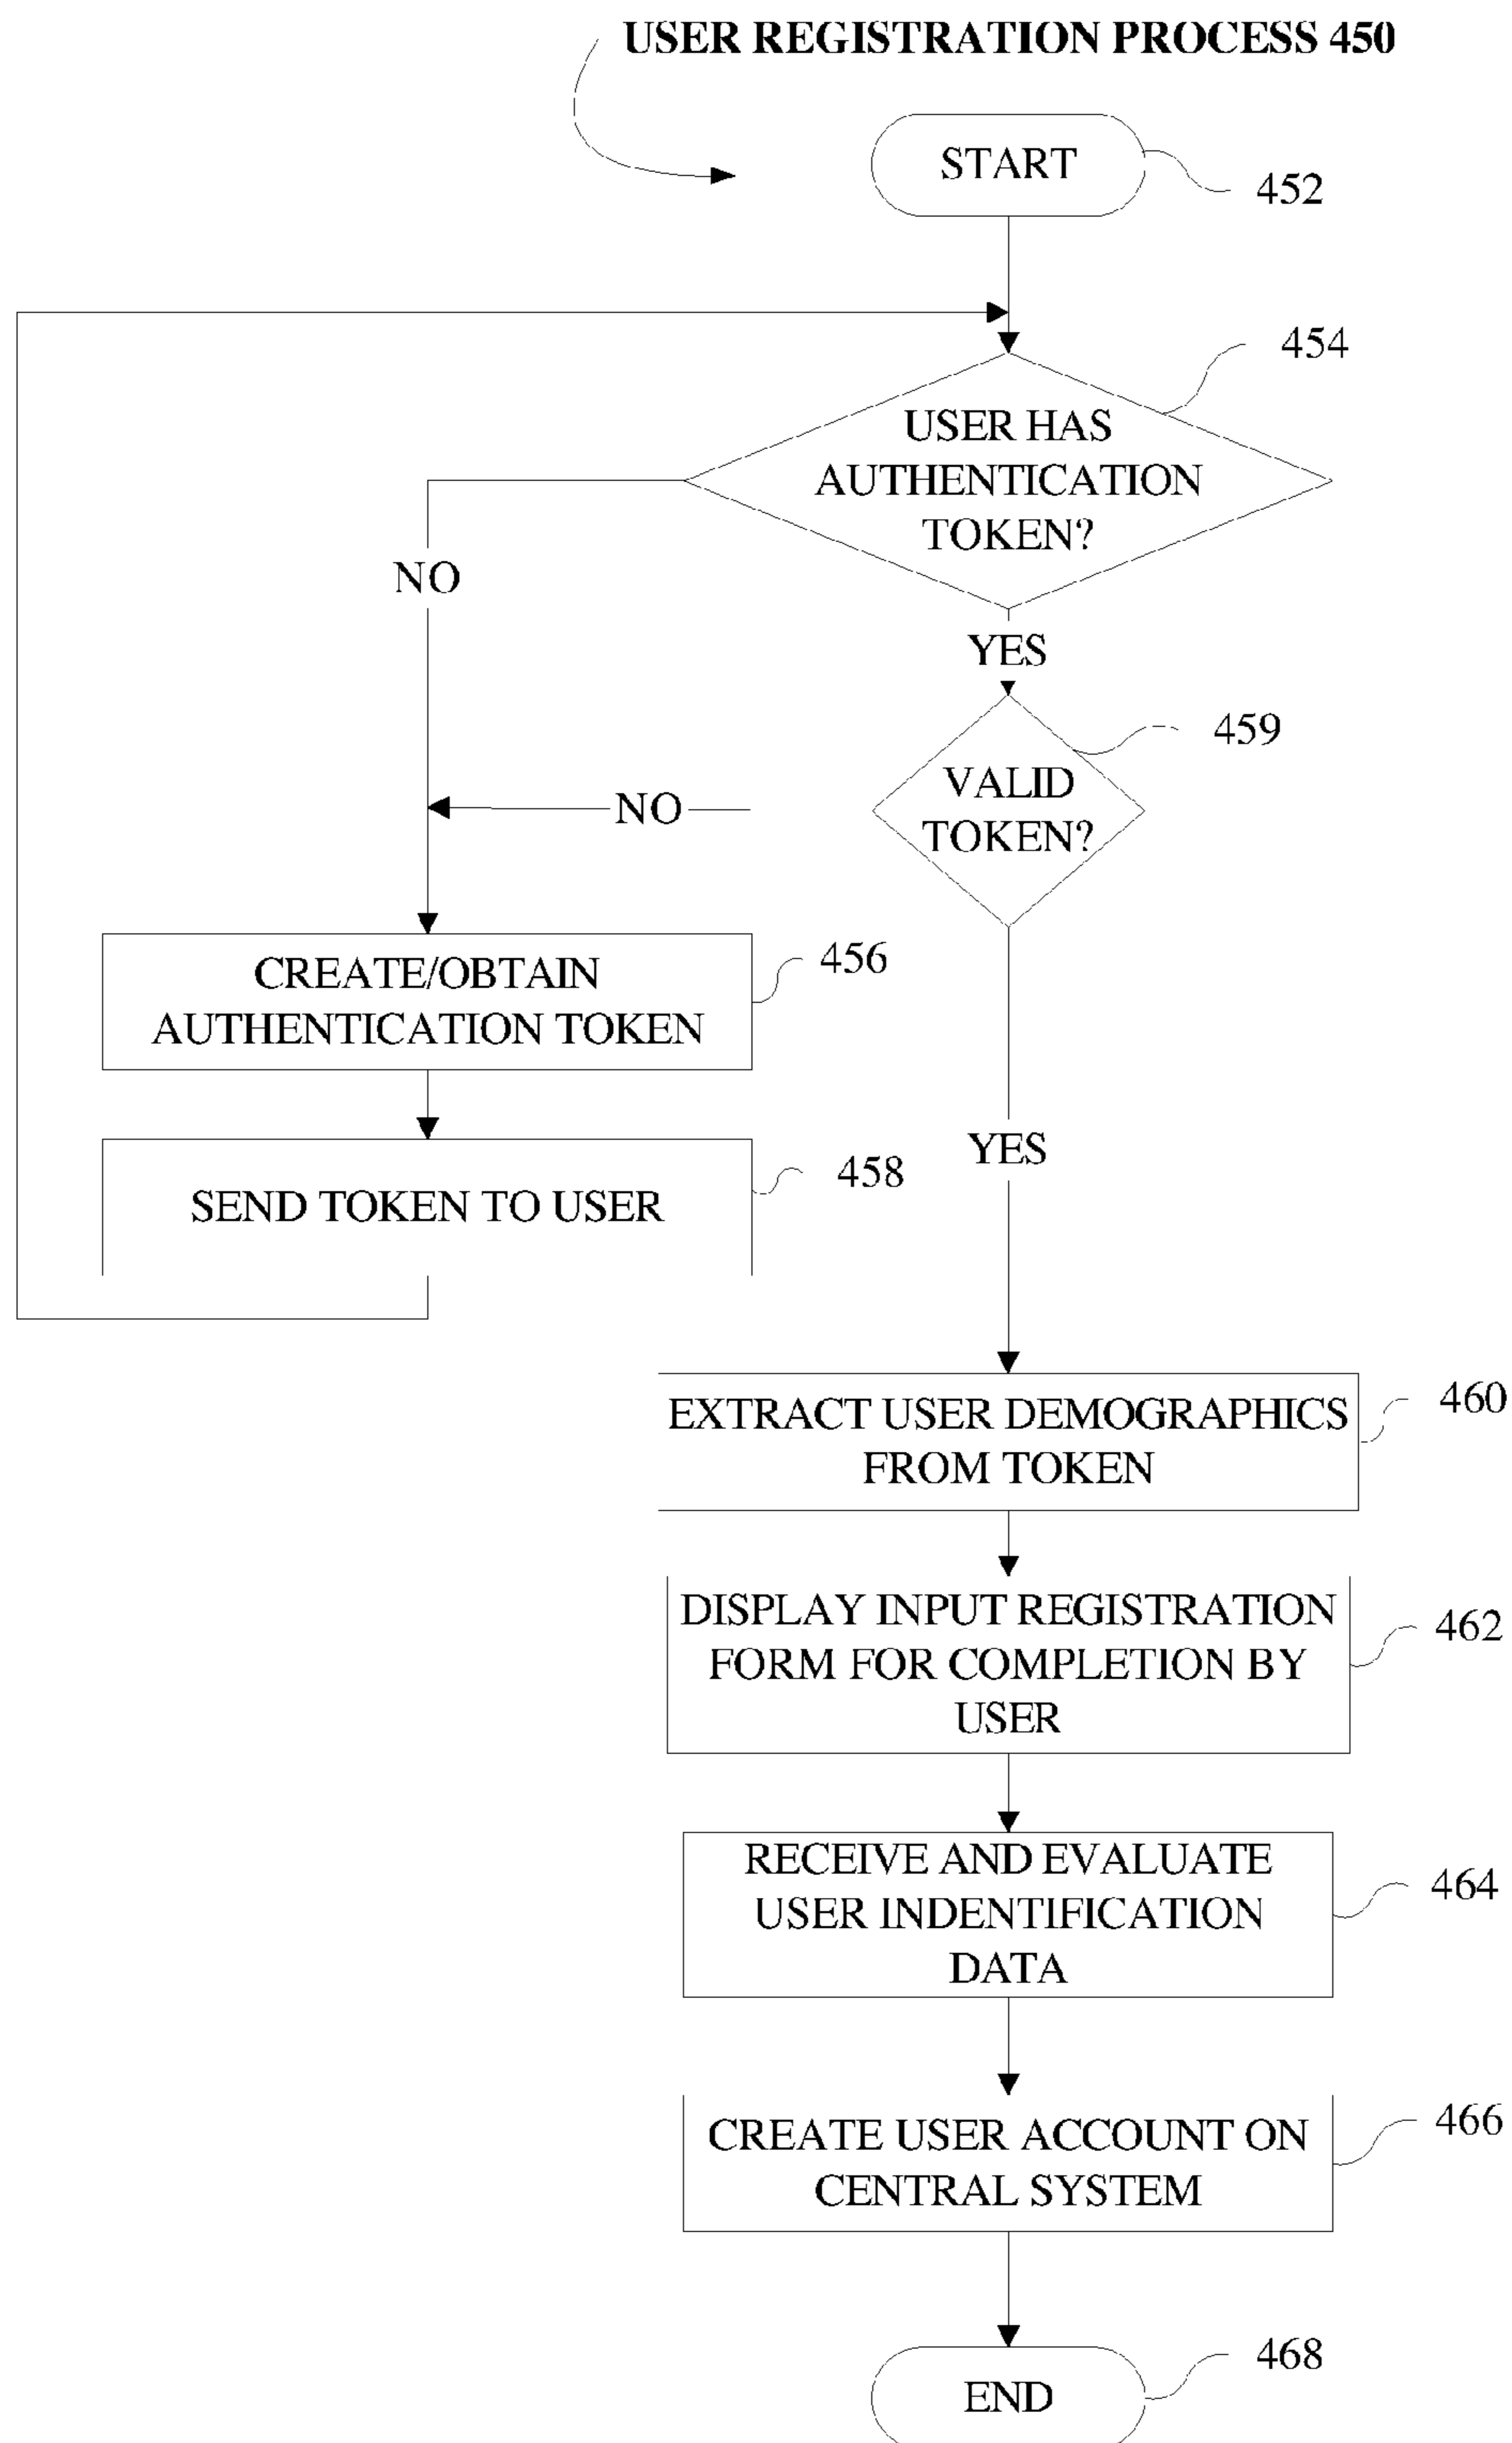 USER REGISTRATION PROCESS 450
START
452
454
USER HAS
AUTHENTICATION
TOKEN?
NO
YES
459
VALID
TOKEN?
NO
456
CREATE/OBTAIN
AUTHENTICATION TOKEN
458
YES
SEND TOKEN TO USER
460
EXTRACT USER DEMOGRAPHICS
FROM TOKEN
462
DISPLAY INPUT REGISTRATION
FORM FOR COMPLETION BY
USER
464
RECEIVE AND EVALUATE
USER INDENTIFICATION
DATA
466
CREATE USER ACCOUNT ON
CENTRAL SYSTEM
468
END